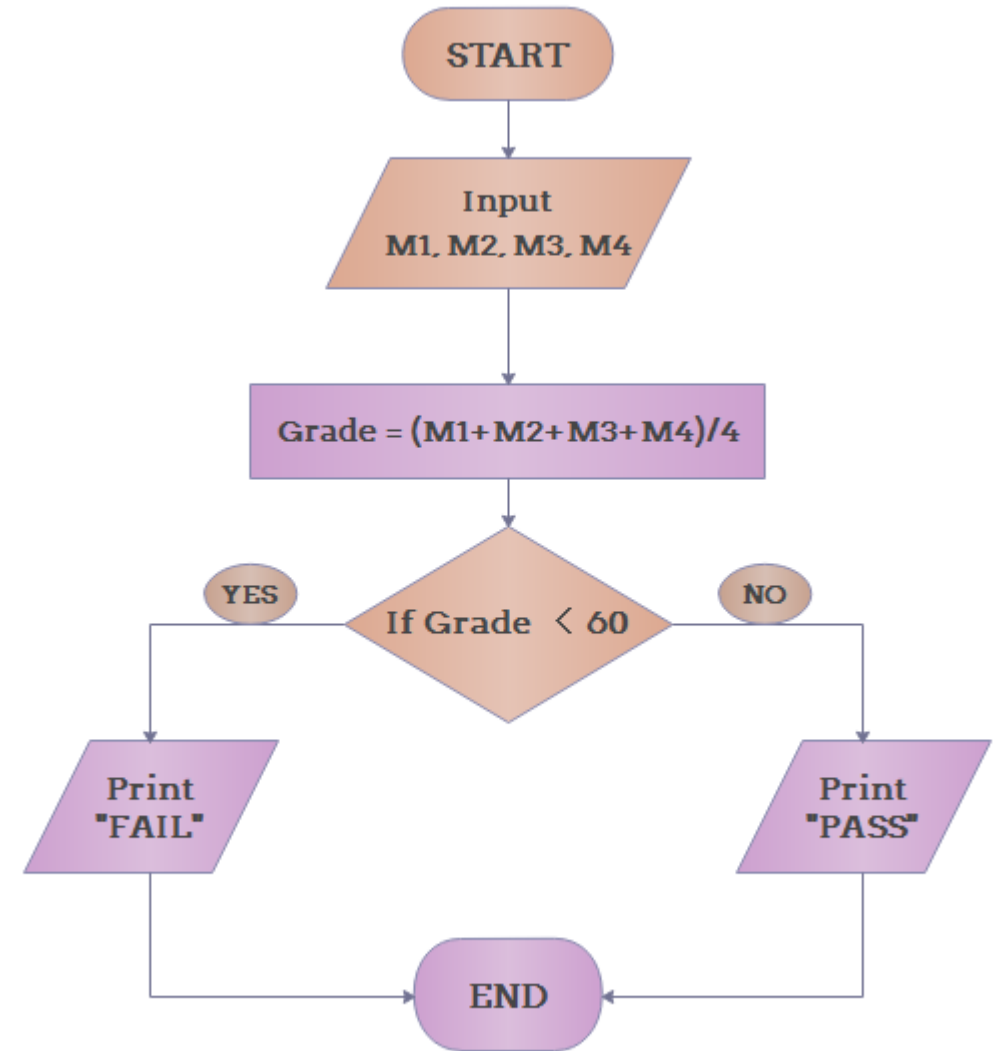 START
Input
M1, M2, M3, M4
Grade = (M1+M2+M3+M4)/4
YES
NO
If Grade < 60
Print
"FAIL"
Print
"PASS"
END